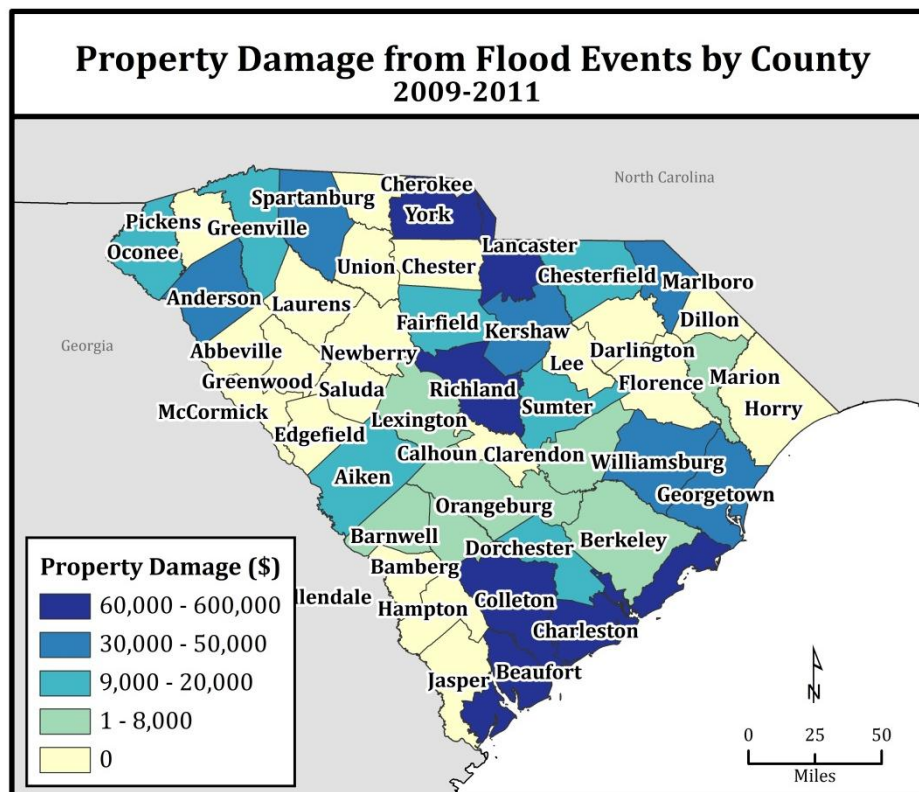 Property Damage from Flood Events by County
2009-2011
North Carolina
Georgia
Cherokee
Spartanburg
York
Pickens
Greenville
Oconee
Lancaster
Union
Chester
Chesterfield
Marlboro
Anderson
Laurens
Dillon
Fairfield
Kershaw
Abbeville
Newberry
Lee
Darlington
Marion
Greenwood
Saluda
Richland
Florence
McCormick
Lexington
Sumter
Horry
Edgefield
Calhoun
Clarendon
Williamsburg
Aiken
Georgetown
Orangeburg
Barnwell
Dorchester
Berkeley
Bamberg
llendale
Hampton
Colleton
Charleston
Jasper
Beaufort
Property Damage ($)
60,000 - 600,000
30,000 - 50,000
9,000 - 20,000
1 - 8,000
0
N
0 25 50
Miles